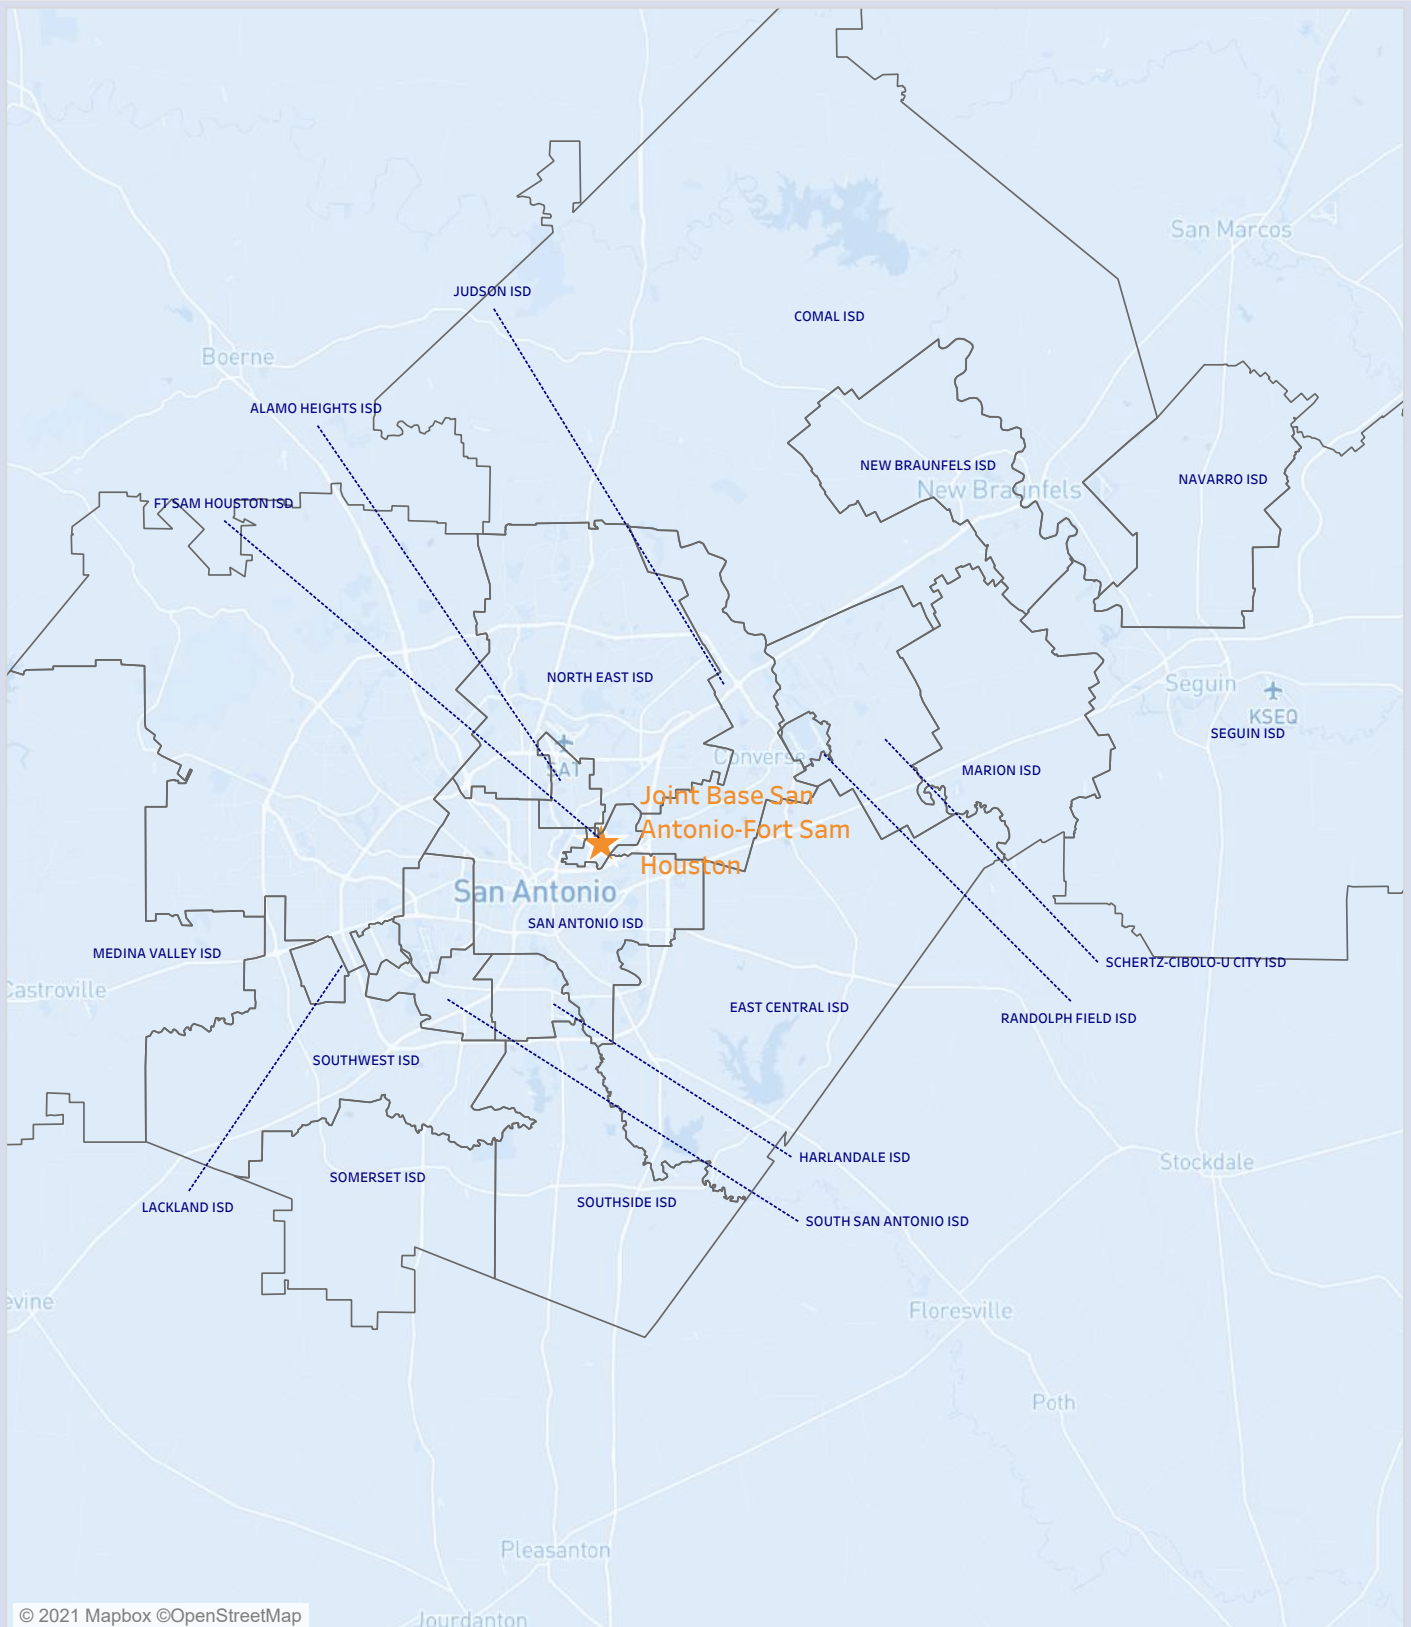 San Marcos
JUDSON ISD
COMAL ISD
Boerne
ALAMO HEIGHTS ISD
NEW BRAUNFELS ISD
New Braunfels
NAVARRO ISD
FT SAM HOUSTON ISD
NORTH EAST ISD
Seguin
KSEQ
SEGUIN ISD
SAT
Converse
MARION ISD
Joint Base San
Antonio-Fort Sam
Houston
San Antonio
SAN ANTONIO ISD
MEDINA VALLEY ISD
SCHERTZ-CIBOLO-U CITY ISD
Castroville
EAST CENTRAL ISD
RANDOLPH FIELD ISD
SOUTHWEST ISD
HARLANDALE ISD
Stockdale
SOMERSET ISD
SOUTHSIDE ISD
LACKLAND ISD
SOUTH SAN ANTONIO ISD
evine
Floresville
Poth
Pleasanton
© 2021 Mapbox ©OpenStreetMap
Jourdanton